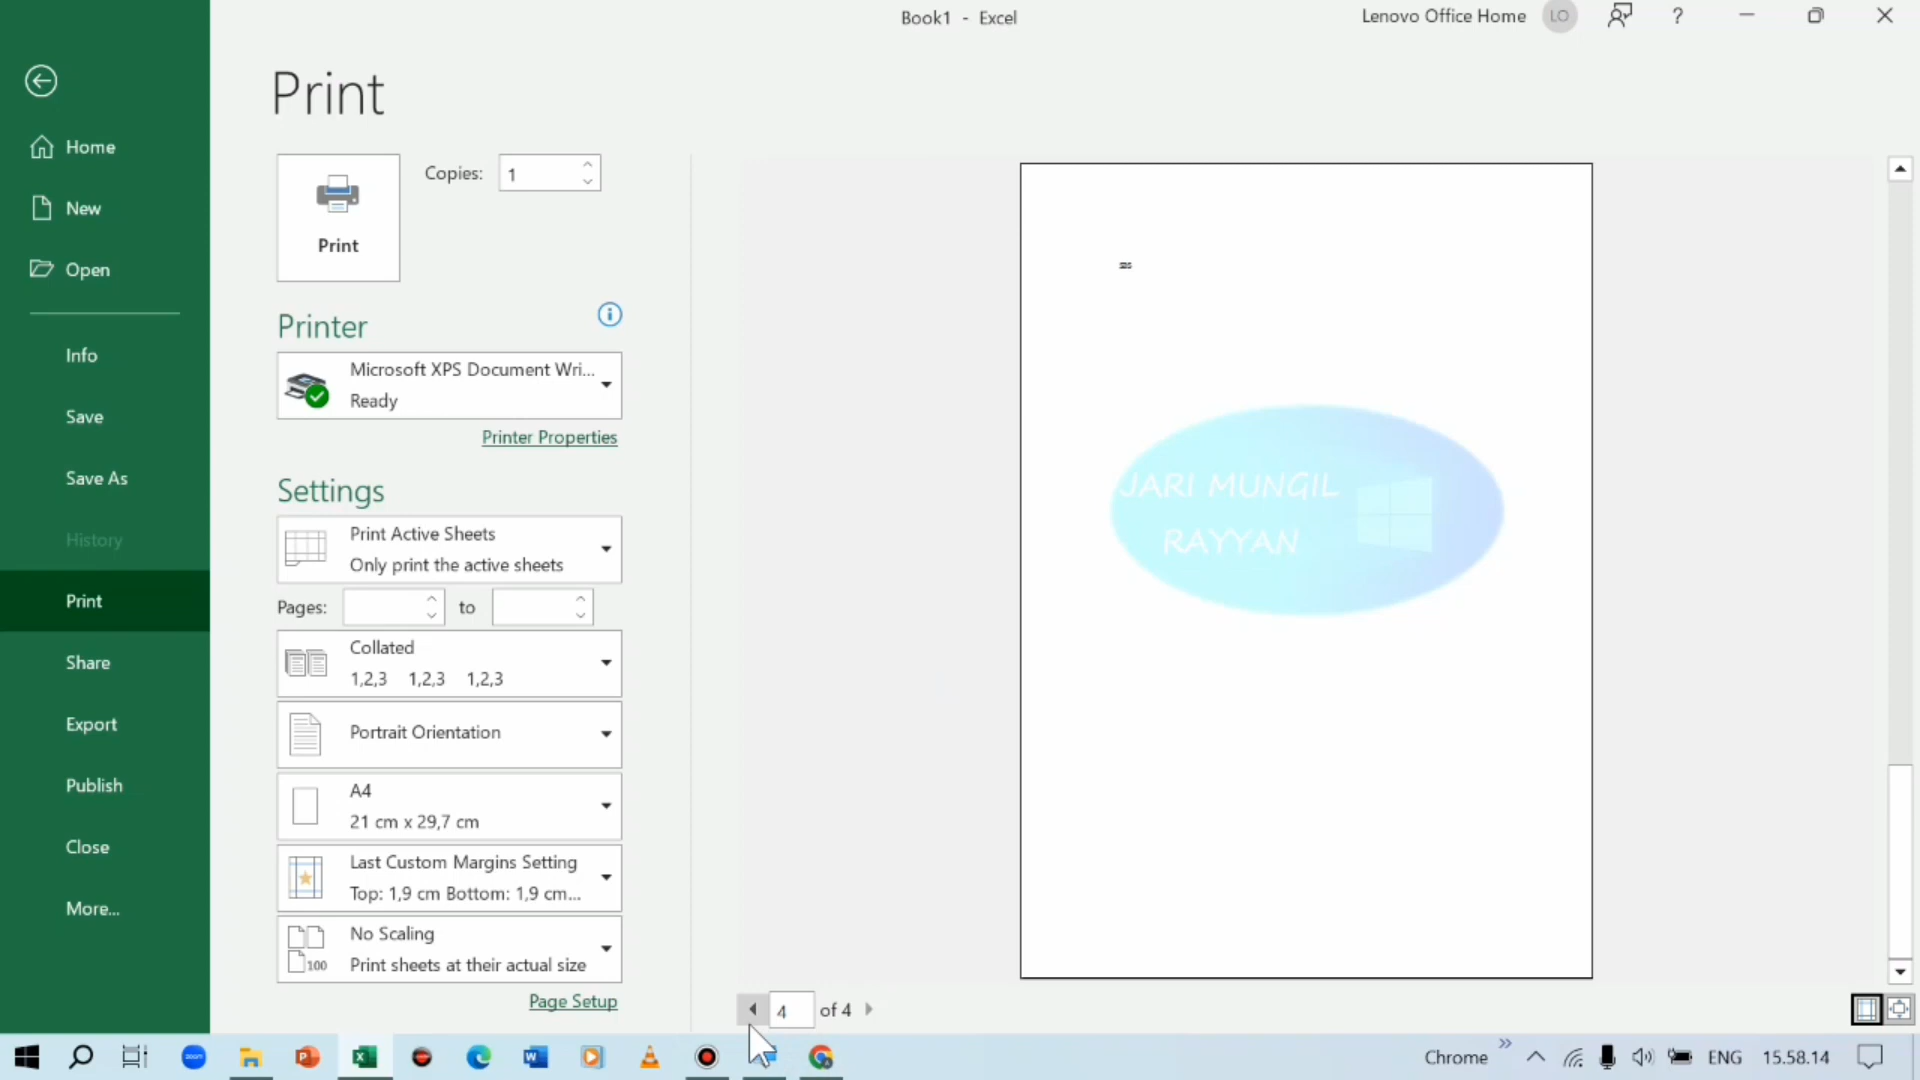 Book1 - Excel
Lenovo Office Home
LO
?
Print
Home
New
Open
Info
Save
Save As
History
Print
Share
Export
Publish
Close
More...
Print
Copies:
1
Printer
Microsoft XPS Document Wri...
Ready
Printer Properties
Settings
Print Active Sheets
Only print the active sheets
Pages:
to
Collated
1,2,3 1,2,3 1,2,3
Portrait Orientation
A4
21 cm x 29,7 cm
Last Custom Margins Setting
Top: 1,9 cm Bottom: 1,9 cm...
No Scaling
100
Print sheets at their actual size
Page Setup
JARI MUNGIL
RAYYAN
4
of 4
zoom
Chrome
ENG
15.58.14